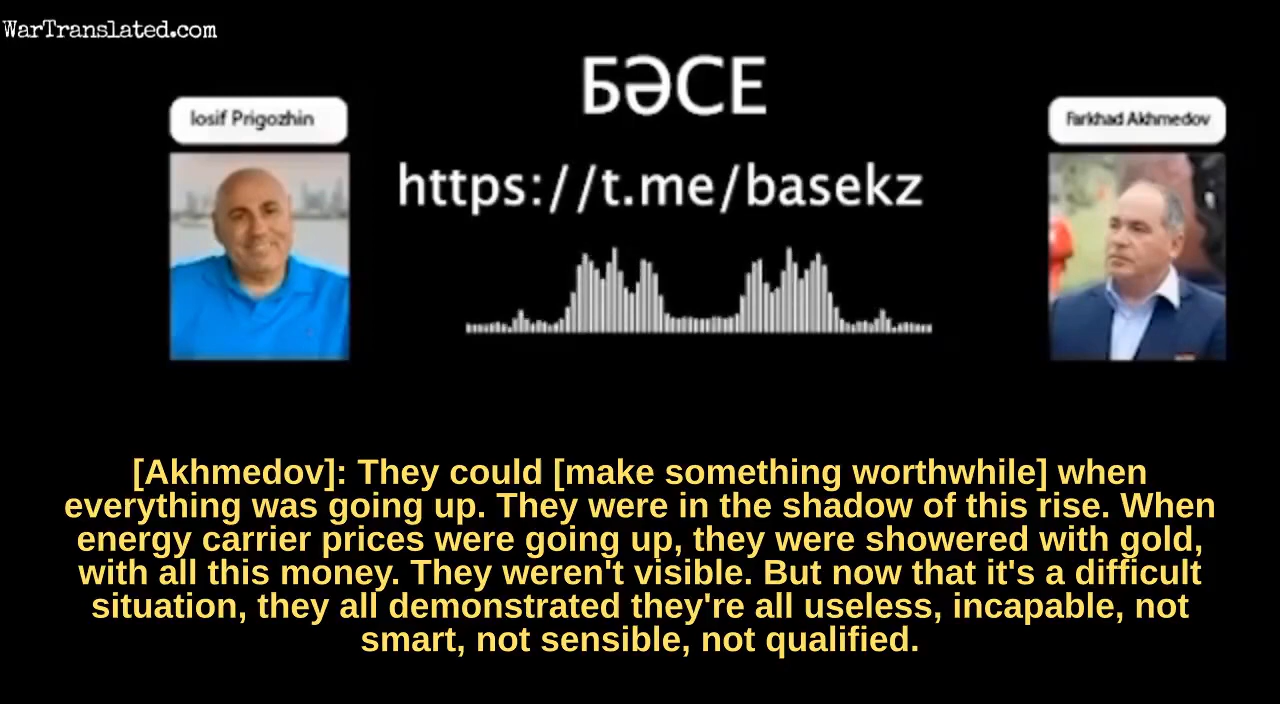 WarTranslated.com
БӘСЕ
Iosif Prigozhin
Farkhad Akhmedov
https://t.me/basekz
[Akhmedov]: They could [make something worthwhile] when
everything was going up. They were in the shadow of this rise. When
energy carrier prices were going up, they were showered with gold,
with all this money. They weren't visible. But now that it's a difficult
situation, they all demonstrated they're all useless, incapable, not
smart, not sensible, not qualified.